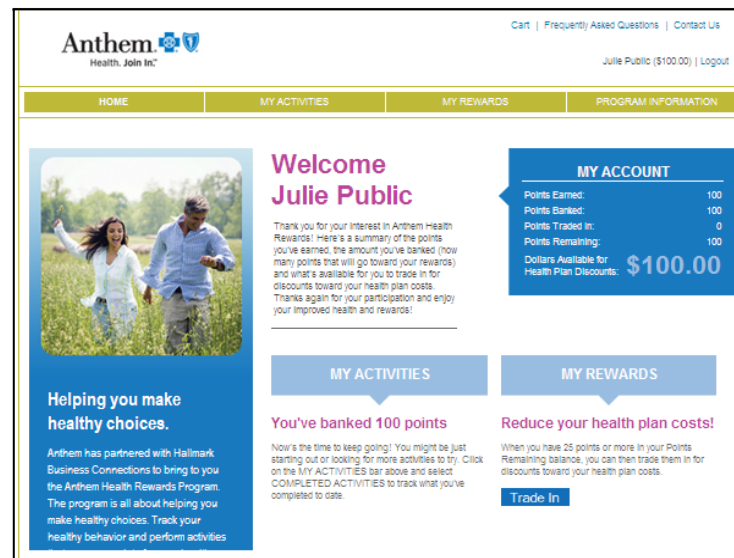 Cart | Frequently Asked Questions | Contact Us
Anthem.
Health. Join In.™
Julie Public ($100.00) | Logout
HOME MY ACTIVITIES MY REWARDS PROGRAM INFORMATION
Welcome
Julie Public
Thank you for your interest in Anthem Health
Rewards! Here's a summary of the points
you've earned, the amount you've banked (how
many points that will go toward your rewards)
and what's available for you to trade in for
discounts toward your health plan costs.
Thanks again for your participation and enjoy
your improved health and rewards!
MY ACCOUNT
Points Earned: 100
Points Banked: 100
Points Traded In: 0
Points Remaining: 100
Dollars Available for
Health Plan Discounts: $100.00
Helping you make
healthy choices.
Anthem has partnered with Hallmark
Business Connections to bring to you
the Anthem Health Rewards Program.
The program is all about helping you
make healthy choices. Track your
healthy behavior and perform activities
MY ACTIVITIES
You've banked 100 points
Now's the time to keep going! You might be just
starting out or looking for more activities to try. Click
on the MY ACTIVITIES bar above and select
COMPLETED ACTIVITIES to track what you've
completed to date.
MY REWARDS
Reduce your health plan costs!
When you have 25 points or more in your Points
Remaining balance, you can then trade them in for
discounts toward your health plan costs.
Trade In